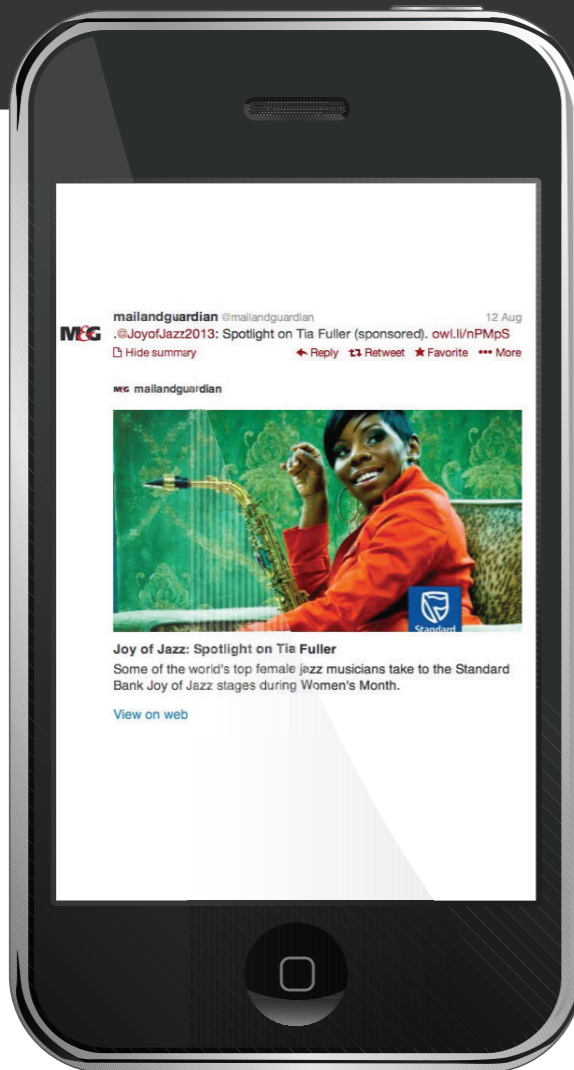 mailandguardian @mailandguardian 12 Aug
M&G .@JoyofJazz2013: Spotlight on Tia Fuller (sponsored). owl.li/nPMpS
Hide summary Reply Retweet Favorite ••• More
M&G mailandguardian
Standard
Joy of Jazz: Spotlight on Tia Fuller
Some of the world's top female jazz musicians take to the Standard
Bank Joy of Jazz stages during Women's Month.
View on web